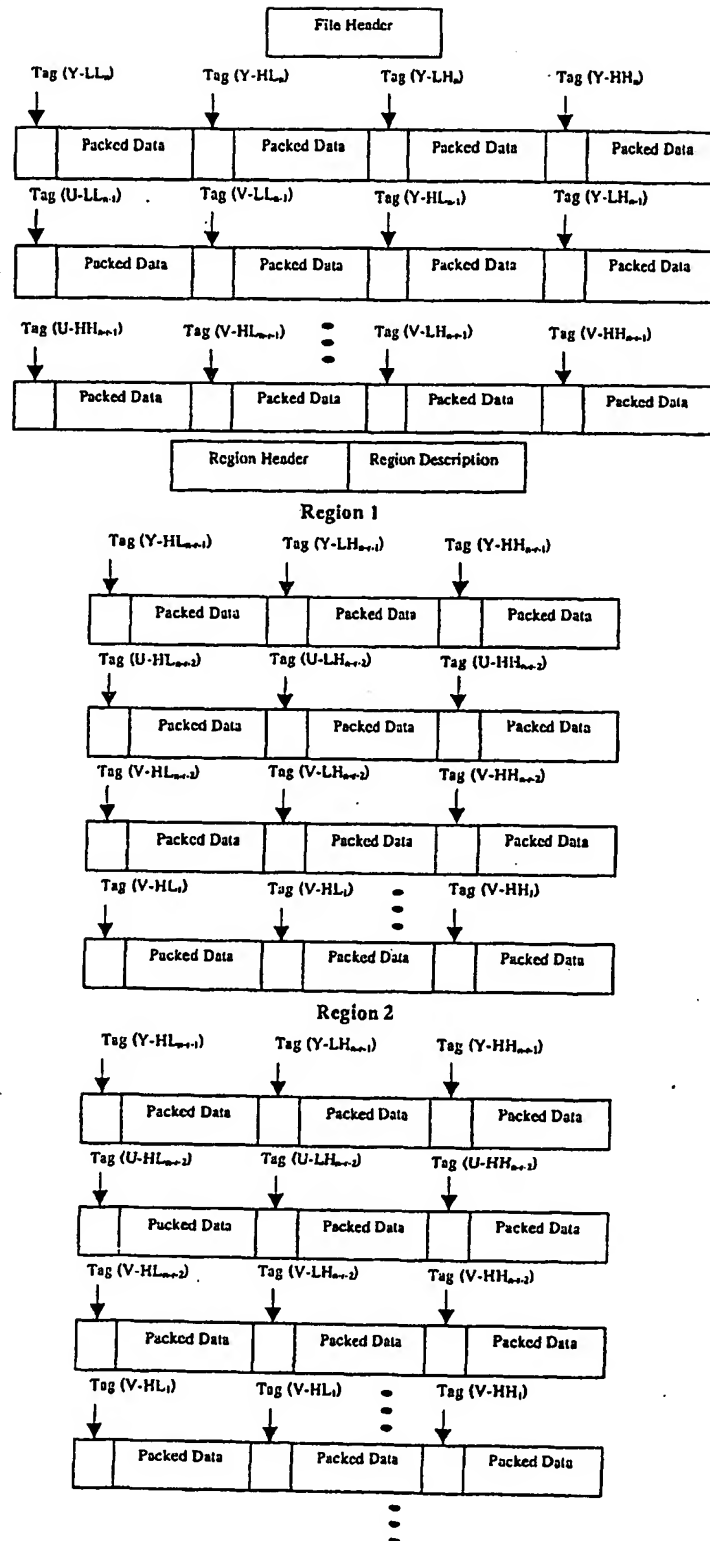 File Header
Tag (Y-LLₙ) Tag (Y-HLₙ) Tag (Y-LHₙ) Tag (Y-HHₙ)
Packed Data Packed Data Packed Data Packed Data
Tag (U-LLₙ₋₁) Tag (V-LLₙ₋₁) Tag (Y-HLₙ₋₁) Tag (Y-LHₙ₋₁)
Packed Data Packed Data Packed Data Packed Data
Tag (U-HHₙ₋ᵣ₋₁) Tag (V-HLₙ₋ᵣ₋₁) Tag (V-LHₙ₋ᵣ₋₁) Tag (V-HHₙ₋ᵣ₋₁)
Packed Data Packed Data Packed Data Packed Data
Region Header Region Description
Region 1
Tag (Y-HLₙ₋ᵣ₋₁) Tag (Y-LHₙ₋ᵣ₋₁) Tag (Y-HHₙ₋ᵣ₋₁)
Packed Data Packed Data Packed Data
Tag (U-HLₙ₋ᵣ₋₂) Tag (U-LHₙ₋ᵣ₋₂) Tag (U-HHₙ₋ᵣ₋₂)
Packed Data Packed Data Packed Data
Tag (V-HLₙ₋ᵣ₋₂) Tag (V-LHₙ₋ᵣ₋₂) Tag (V-HHₙ₋ᵣ₋₂)
Packed Data Packed Data Packed Data
Tag (V-HL₁) Tag (V-HL₁) Tag (V-HH₁)
Packed Data Packed Data Packed Data
Region 2
Tag (Y-HLₙ₋ᵣ₋₁) Tag (Y-LHₙ₋ᵣ₋₁) Tag (Y-HHₙ₋ᵣ₋₁)
Packed Data Packed Data Packed Data
Tag (U-HLₙ₋ᵣ₋₂) Tag (U-LHₙ₋ᵣ₋₂) Tag (U-HHₙ₋ᵣ₋₂)
Packed Data Packed Data Packed Data
Tag (V-HLₙ₋ᵣ₋₂) Tag (V-LHₙ₋ᵣ₋₂) Tag (V-HHₙ₋ᵣ₋₂)
Packed Data Packed Data Packed Data
Tag (V-HL₁) Tag (V-HL₁) Tag (V-HH₁)
Packed Data Packed Data Packed Data